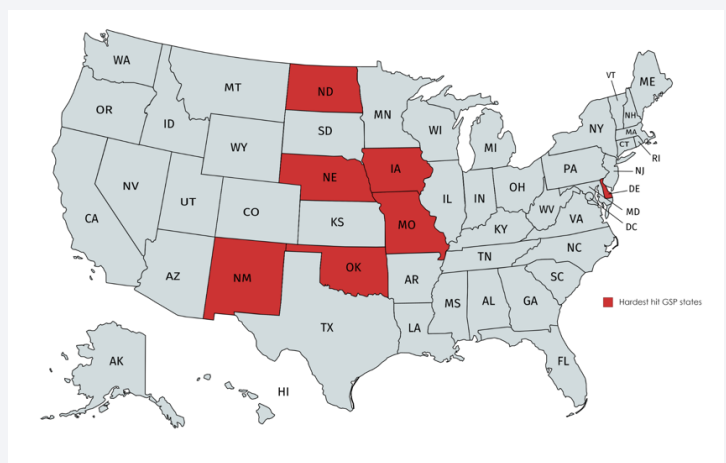 WA
MT
ND
MN
VT
ME
OR
ID
SD
WI
MI
NY
NH
MA
CT
RI
WY
IA
NE
PA
NJ
NV
UT
CO
IL
IN
OH
DE
CA
KS
MO
WV
VA
MD
KY
DC
NC
TN
AZ
NM
OK
AR
SC
MS
AL
GA
Hardest hit GSP states
TX
LA
AK
FL
HI